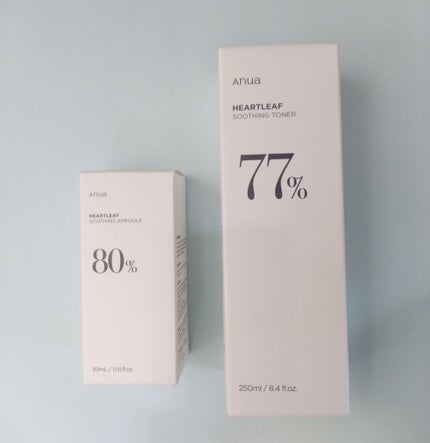 Anua
HEARTLEAF
SOOTHING AMPOULE
80%
30mL / 1.01 fl.oz
Anua
HEARTLEAF
SOOTHING TONER
77%
250ml / 8.4 fl.oz.